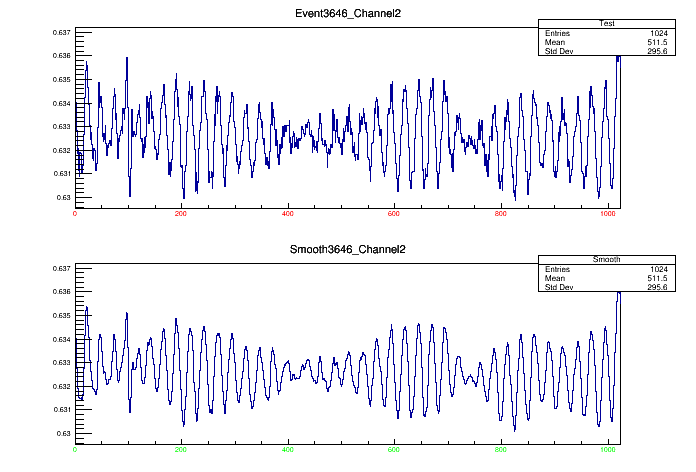 Event3646_Channel2
Test
Entries 1024
Mean 511.5
Std Dev 295.6
0.637
0.636
0.635
0.634
0.633
0.632
0.631
0.63
0 200 400 600 800 1000
Smooth3646_Channel2
Smooth
Entries 1024
Mean 511.5
Std Dev 295.6
0.637
0.636
0.635
0.634
0.633
0.632
0.631
0.63
0 200 400 600 800 1000